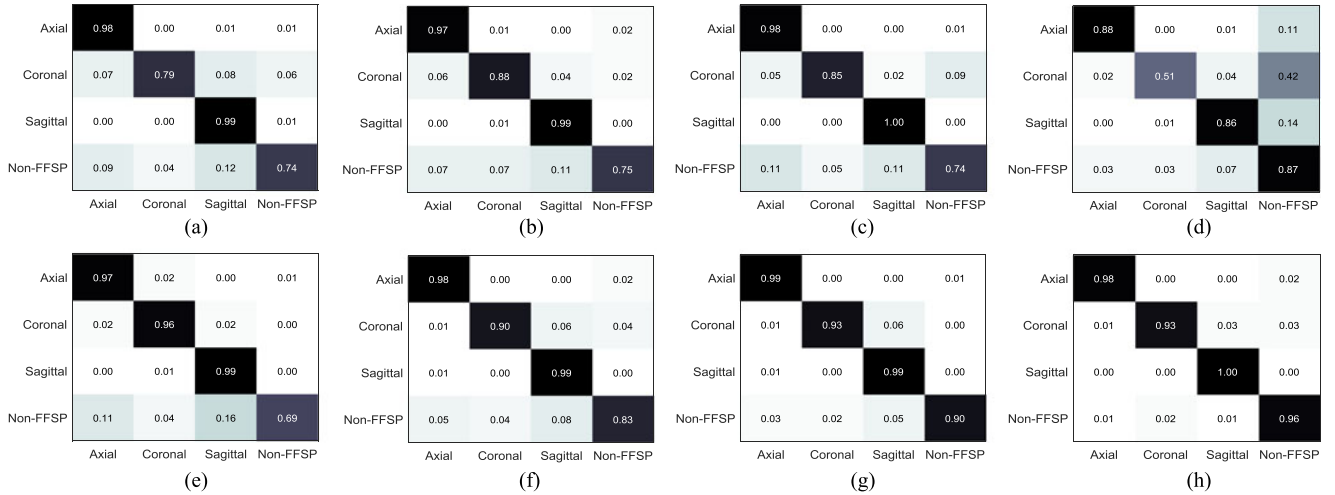 Axial 0.98 0.00 0.01 0.01
Coronal 0.07 0.79 0.08 0.06
Sagittal 0.00 0.00 0.99 0.01
Non-FFSP 0.09 0.04 0.12 0.74
Axial Coronal Sagittal Non-FFSP
(a)
Axial 0.97 0.01 0.00 0.02
Coronal 0.06 0.88 0.04 0.02
Sagittal 0.00 0.01 0.99 0.00
Non-FFSP 0.07 0.07 0.11 0.75
Axial Coronal Sagittal Non-FFSP
(b)
Axial 0.98 0.00 0.01 0.01
Coronal 0.05 0.85 0.02 0.09
Sagittal 0.00 0.00 1.00 0.00
Non-FFSP 0.11 0.05 0.11 0.74
Axial Coronal Sagittal Non-FFSP
(c)
Axial 0.88 0.00 0.01 0.11
Coronal 0.02 0.51 0.04 0.42
Sagittal 0.00 0.01 0.86 0.14
Non-FFSP 0.03 0.03 0.07 0.87
Axial Coronal Sagittal Non-FFSP
(d)
Axial 0.97 0.02 0.00 0.01
Coronal 0.02 0.96 0.02 0.00
Sagittal 0.00 0.01 0.99 0.00
Non-FFSP 0.11 0.04 0.16 0.69
Axial Coronal Sagittal Non-FFSP
(e)
Axial 0.98 0.00 0.00 0.02
Coronal 0.01 0.90 0.06 0.04
Sagittal 0.01 0.00 0.99 0.00
Non-FFSP 0.05 0.04 0.08 0.83
Axial Coronal Sagittal Non-FFSP
(f)
Axial 0.99 0.00 0.00 0.01
Coronal 0.01 0.93 0.06 0.00
Sagittal 0.01 0.00 0.99 0.00
Non-FFSP 0.03 0.02 0.05 0.90
Axial Coronal Sagittal Non-FFSP
(g)
Axial 0.98 0.00 0.00 0.02
Coronal 0.01 0.93 0.03 0.03
Sagittal 0.00 0.00 1.00 0.00
Non-FFSP 0.01 0.02 0.01 0.96
Axial Coronal Sagittal Non-FFSP
(h)